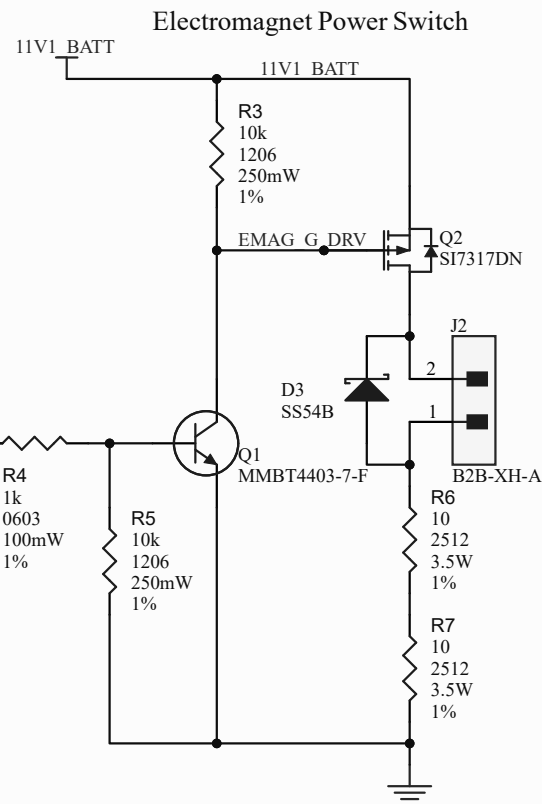 Electromagnet Power Switch
11V1_BATT
11V1_BATT
R3
10k
1206
250mW
1%
EMAG_G_DRV
Q2
SI7317DN
J2
2
1
B2B-XH-A
D3
SS54B
Q1
MMBT4403-7-F
R4
1k
0603
100mW
1%
R5
10k
1206
250mW
1%
R6
10
2512
3.5W
1%
R7
10
2512
3.5W
1%